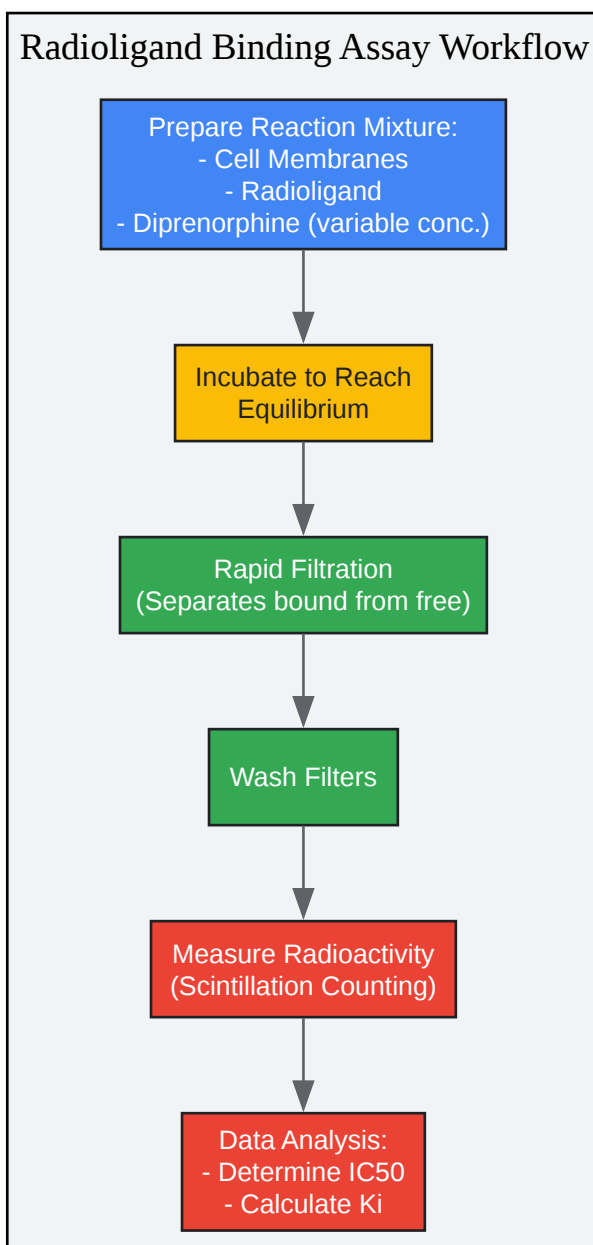 Radioligand Binding Assay Workflow
Prepare Reaction Mixture:
- Cell Membranes
- Radioligand
- Diprenorphine (variable conc.)
Incubate to Reach
Equilibrium
Rapid Filtration
(Separates bound from free)
Wash Filters
Measure Radioactivity
(Scintillation Counting)
Data Analysis:
- Determine IC50
- Calculate Ki